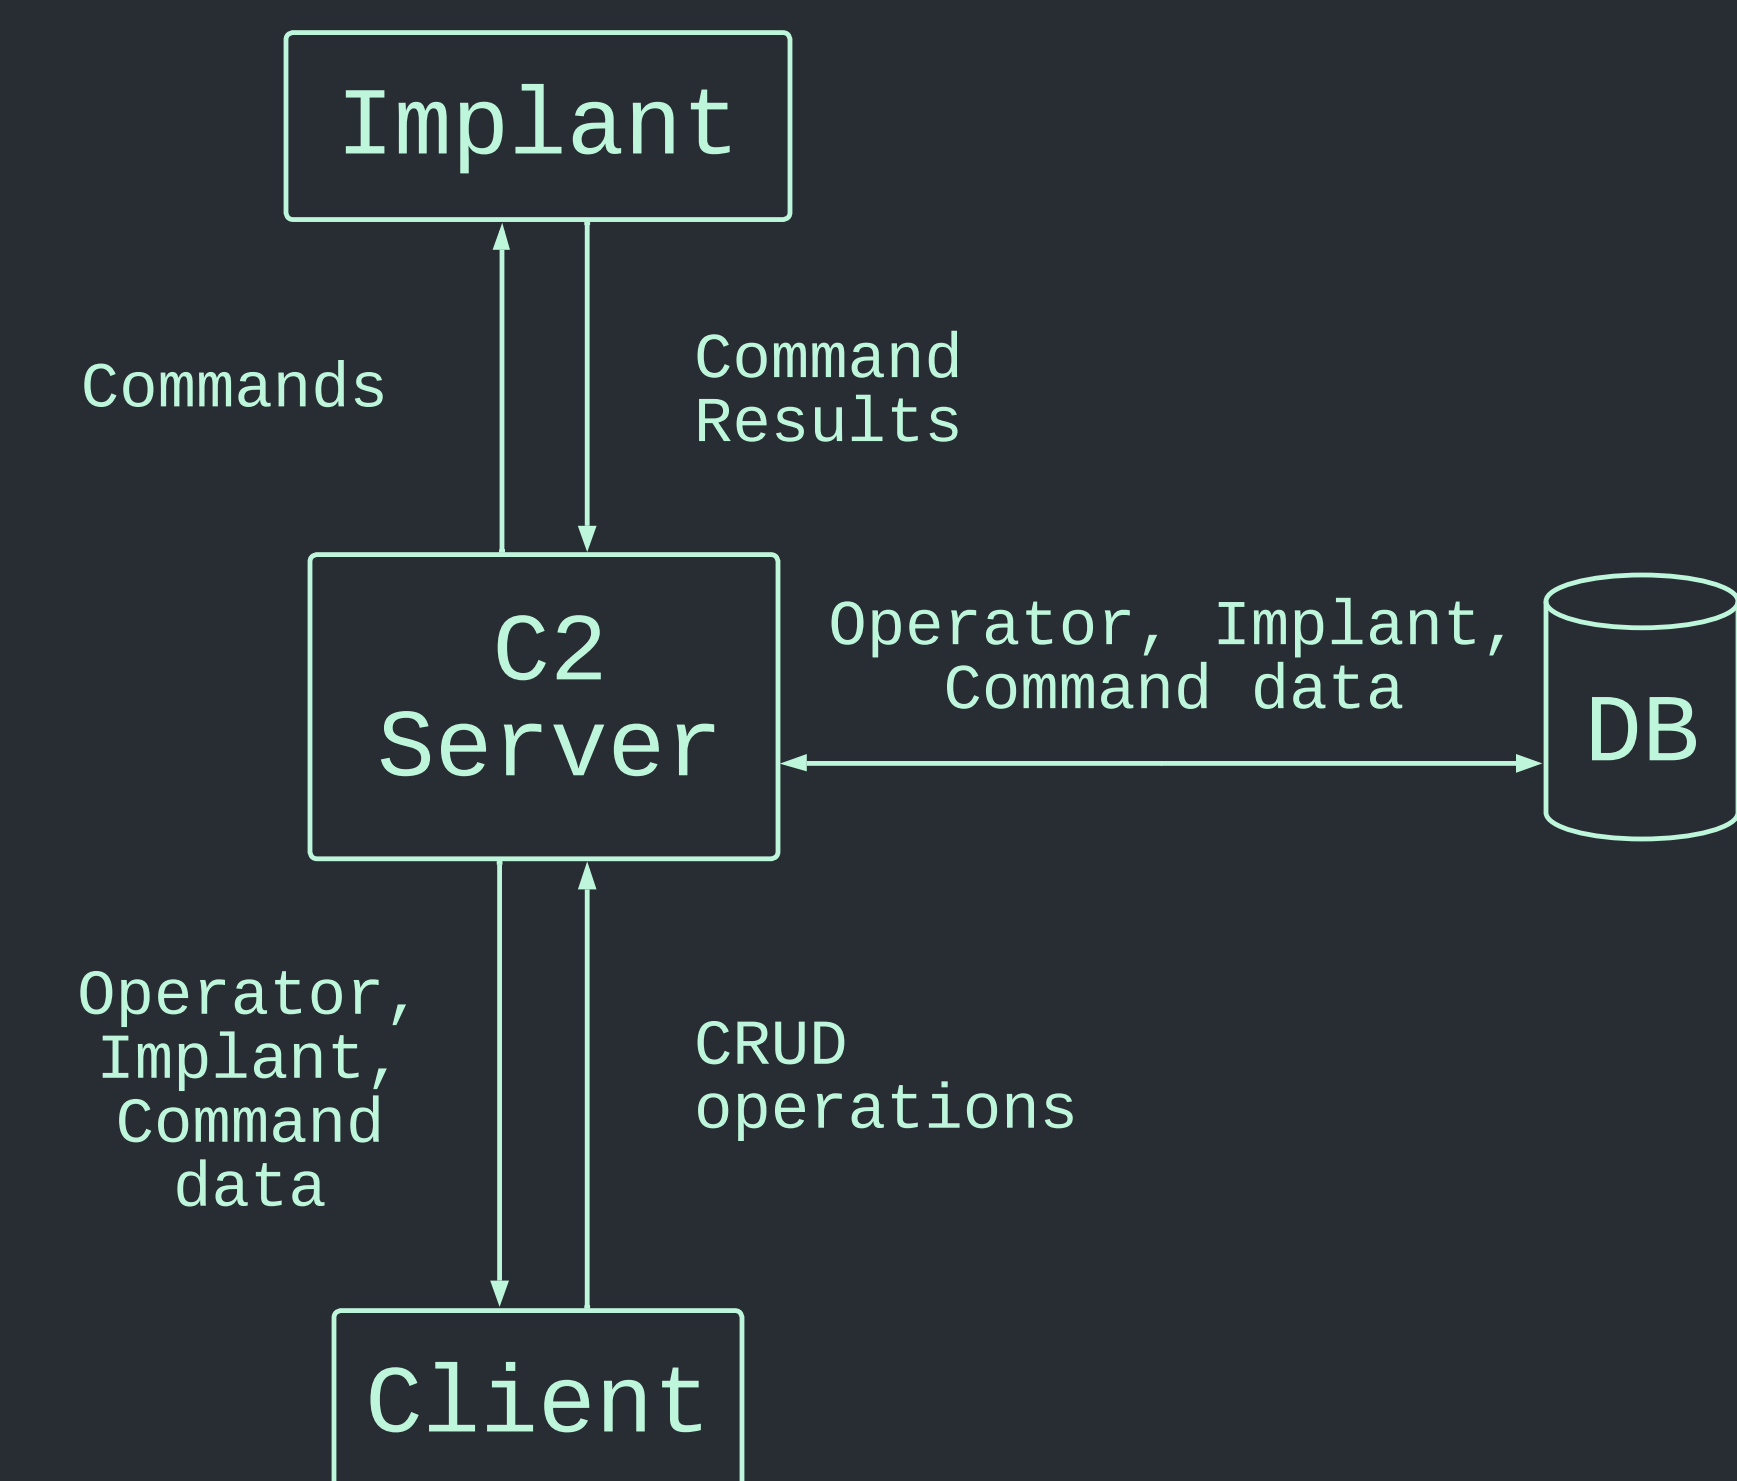 Implant
Commands
Command
Results
C2
Server
Operator, Implant,
Command data
DB
Operator,
Implant,
Command
data
CRUD
operations
Client